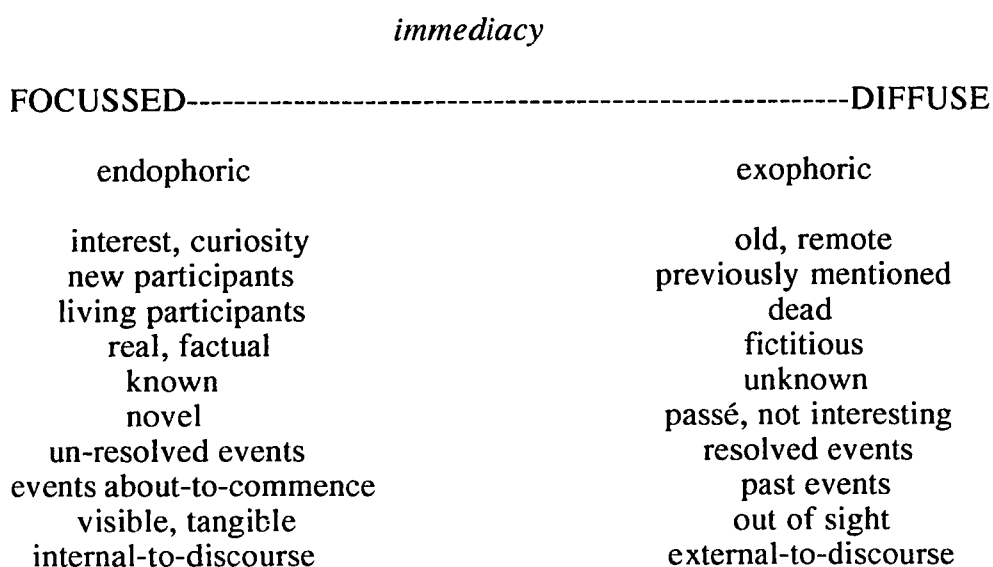 immediacy
FOCUSSED---------------------------------------------------------DIFFUSE
endophoric exophoric
interest, curiosity old, remote
new participants previously mentioned
living participants dead
real, factual fictitious
known unknown
novel passé, not interesting
un-resolved events resolved events
events about-to-commence past events
visible, tangible out of sight
internal-to-discourse external-to-discourse